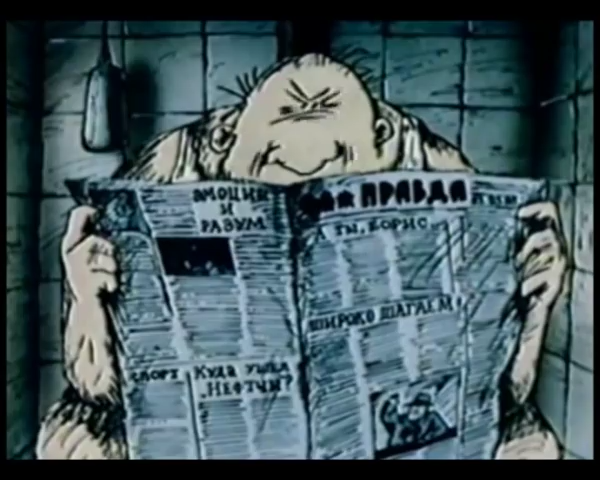 ЭМОЦИИ
И
РАЗУМ
ПРАВДА
А ТЫ, БОРИС...
ШИРОКО ШАГАЕМ!
СПОРТ
КУДА УШЛА
„НЕФТЧИ"?